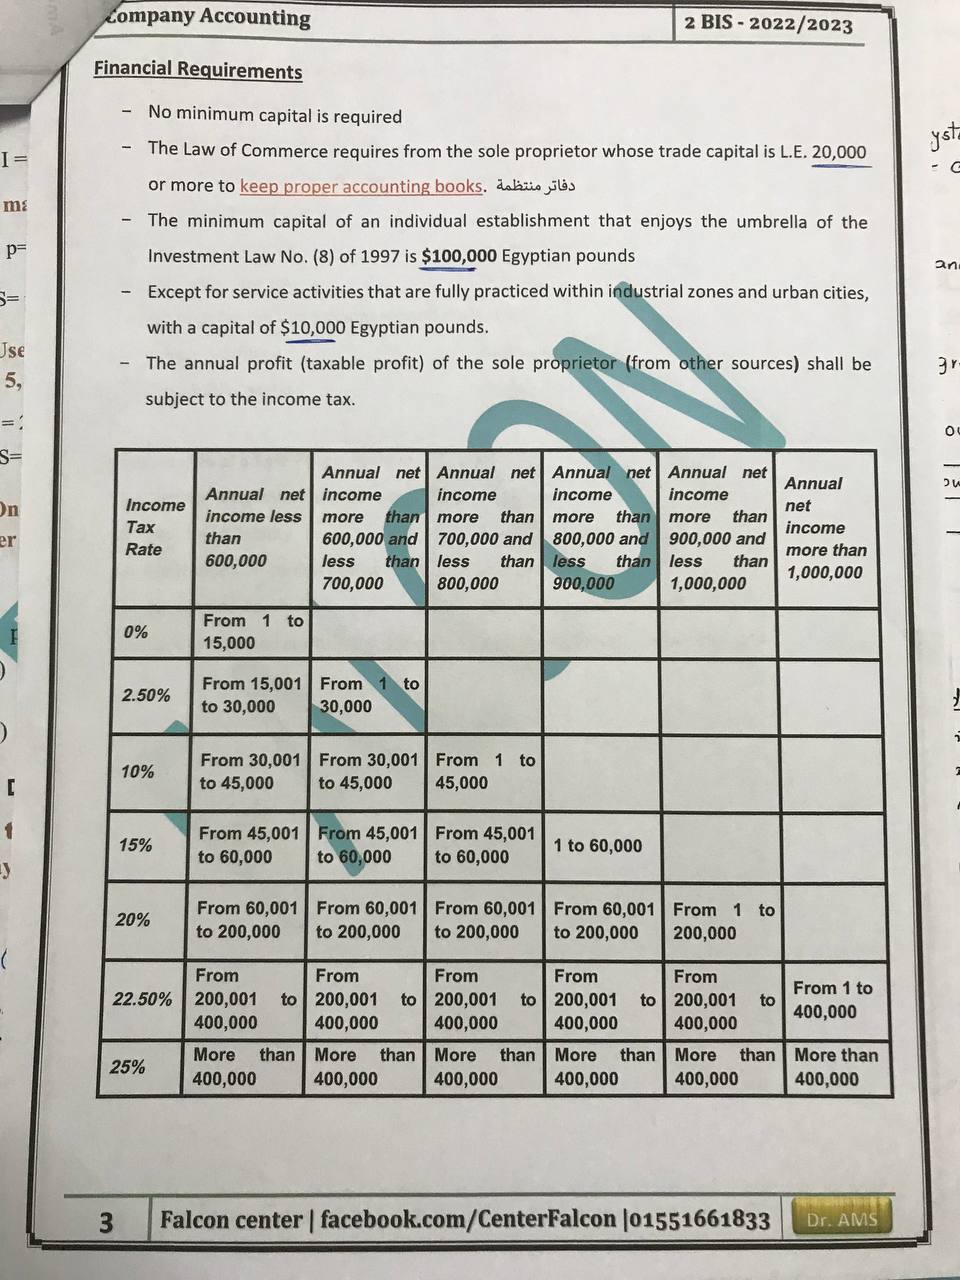 Company Accounting
2 BIS - 2022/2023
Financial Requirements
− No minimum capital is required
− The Law of Commerce requires from the sole proprietor whose trade capital is L.E. 20,000
or more to keep proper accounting books. دفاتر منتظمة
− The minimum capital of an individual establishment that enjoys the umbrella of the
Investment Law No. (8) of 1997 is $100,000 Egyptian pounds
− Except for service activities that are fully practiced within industrial zones and urban cities,
with a capital of $10,000 Egyptian pounds.
− The annual profit (taxable profit) of the sole proprietor (from other sources) shall be
subject to the income tax.
Income
Tax
Rate
Annual net
income less
than
600,000
Annual net
income
more than
600,000 and
less than
700,000
Annual net
income
more than
700,000 and
less than
800,000
Annual net
income
more than
800,000 and
less than
900,000
Annual net
income
more than
900,000 and
less than
1,000,000
Annual
net
income
more than
1,000,000
0%
From 1 to
15,000
2.50%
From 15,001
to 30,000
From 1 to
30,000
10%
From 30,001
to 45,000
From 30,001
to 45,000
From 1 to
45,000
15%
From 45,001
to 60,000
From 45,001
to 60,000
From 45,001
to 60,000
1 to 60,000
20%
From 60,001
to 200,000
From 60,001
to 200,000
From 60,001
to 200,000
From 60,001
to 200,000
From 1 to
200,000
22.50%
From
200,001 to
400,000
From
200,001 to
400,000
From
200,001 to
400,000
From
200,001 to
400,000
From
200,001 to
400,000
From 1 to
400,000
25%
More than
400,000
More than
400,000
More than
400,000
More than
400,000
More than
400,000
More than
400,000
3
Falcon center | facebook.com/CenterFalcon |01551661833
Dr. AMS